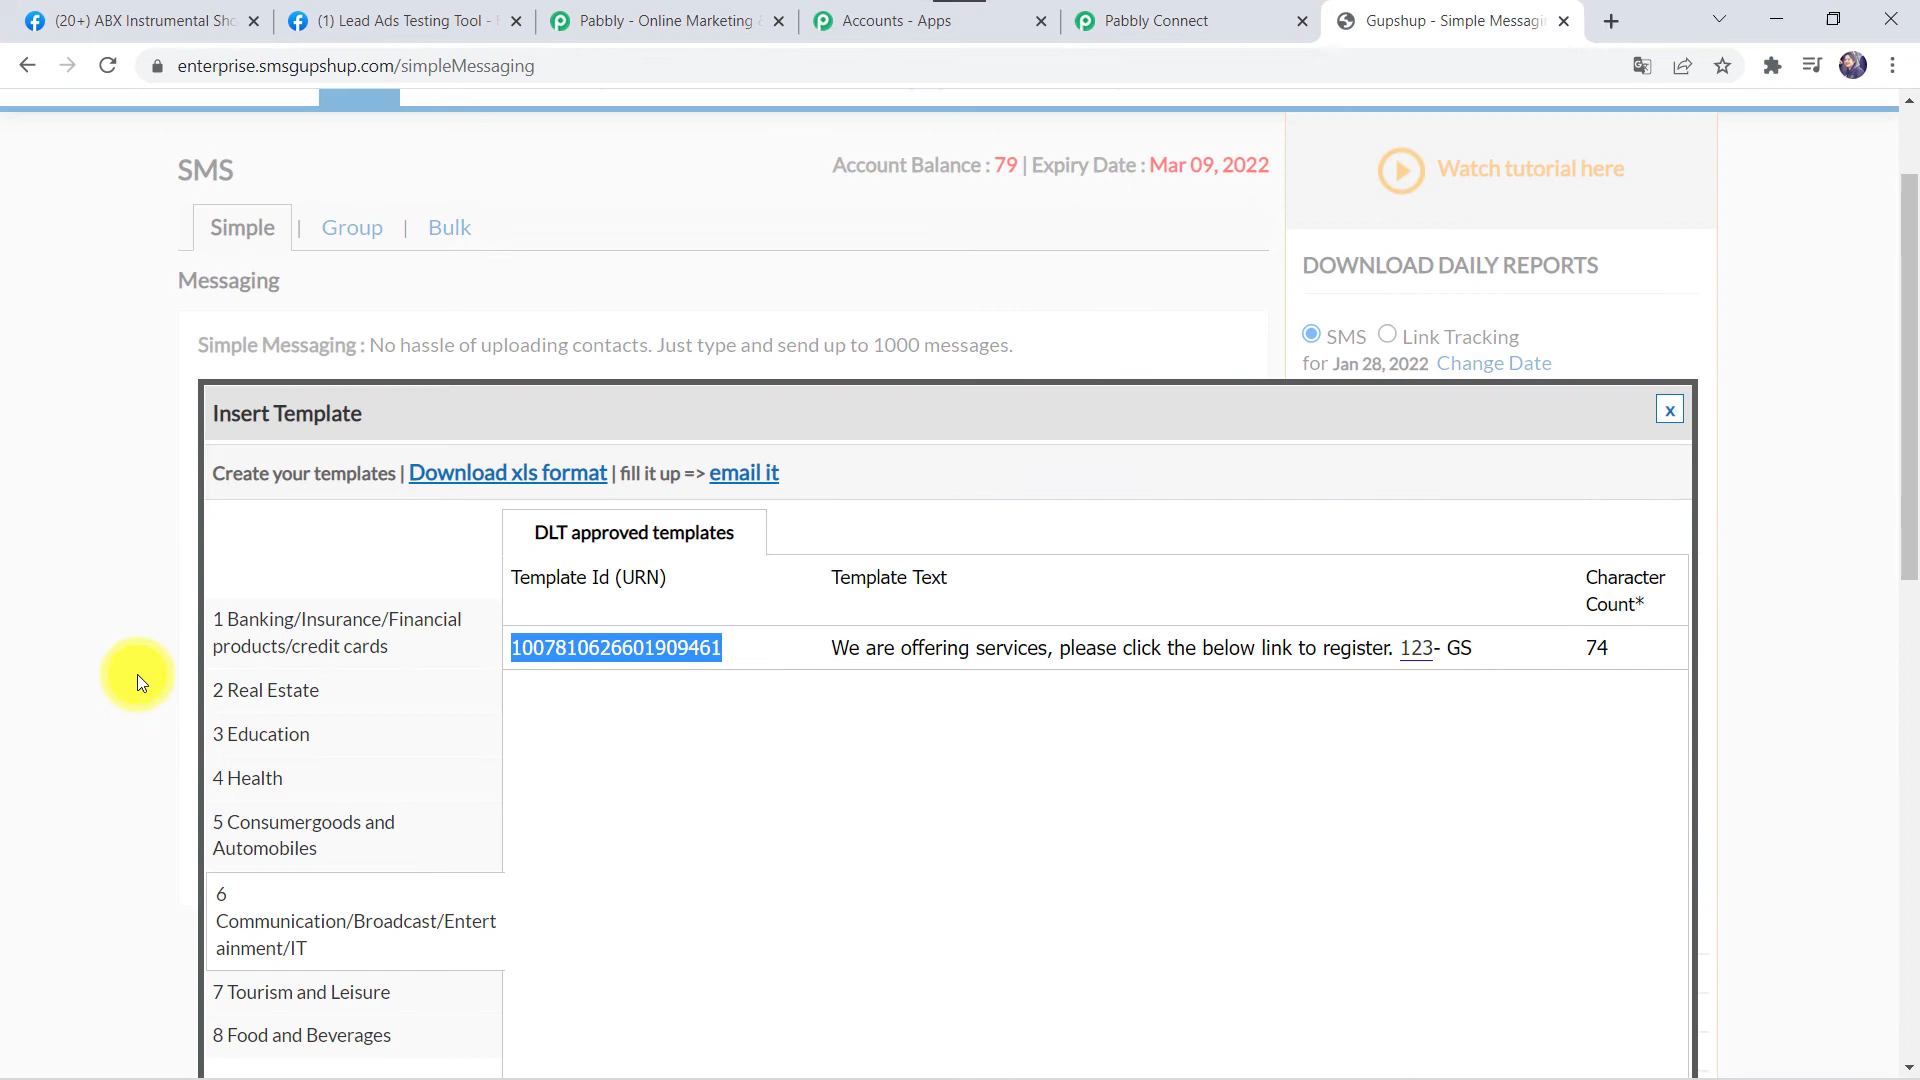 (20+) ABX Instrumental Sho
(1) Lead Ads Testing Tool -
Pabbly - Online Marketing
Accounts - Apps
Pabbly Connect
Gupshup - Simple Messagin
enterprise.smsgupshup.com/simpleMessaging
SMS
Account Balance : 79 | Expiry Date : Mar 09, 2022
Watch tutorial here
Simple | Group | Bulk
DOWNLOAD DAILY REPORTS
Messaging
SMS Link Tracking
Simple Messaging : No hassle of uploading contacts. Just type and send up to 1000 messages.
for Jan 28, 2022 Change Date
Insert Template
x
Create your templates | Download xls format | fill it up => email it
DLT approved templates
Template Id (URN)
Template Text
Character
Count*
1007810626601909461
We are offering services, please click the below link to register. 123- GS
74
1 Banking/Insurance/Financial
products/credit cards
2 Real Estate
3 Education
4 Health
5 Consumergoods and
Automobiles
6
Communication/Broadcast/Entert
ainment/IT
7 Tourism and Leisure
8 Food and Beverages